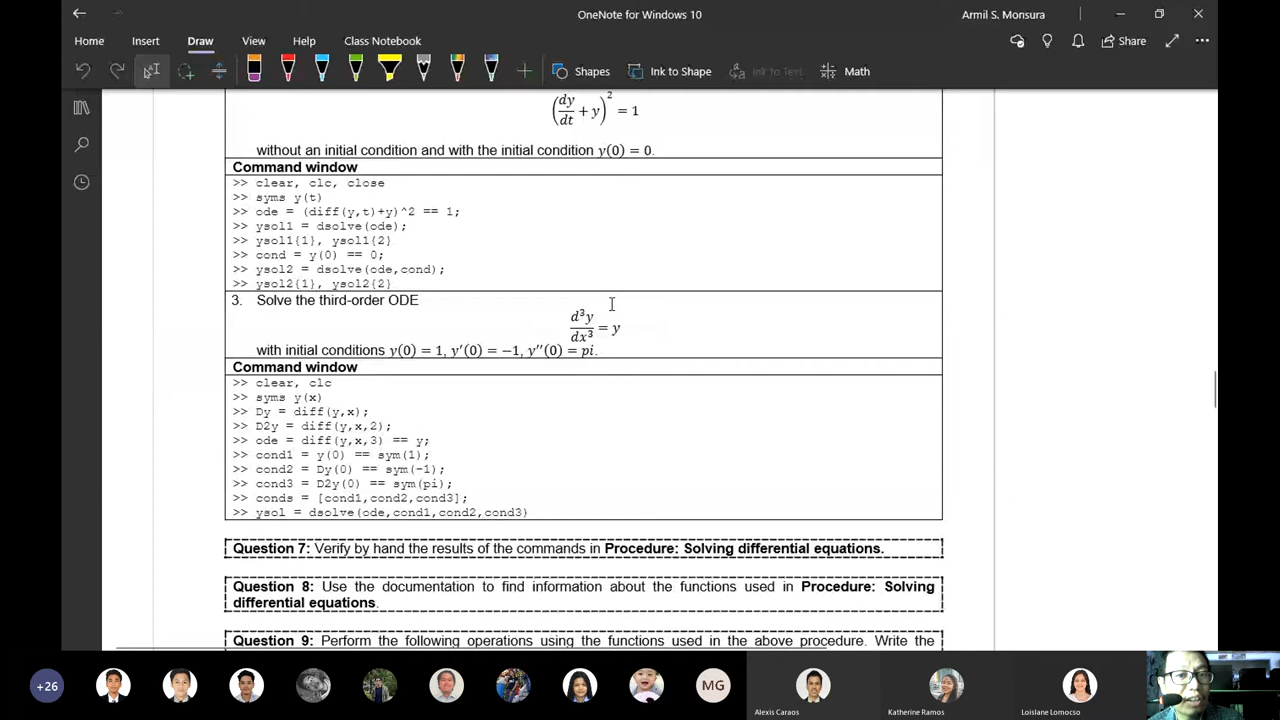 OneNote for Windows 10
Armil S. Monsura
Home Insert Draw View Help Class Notebook
Share
Shapes Ink to Shape Ink to Text Math
(dy/dt + y)² = 1
without an initial condition and with the initial condition y(0) = 0.
Command window
>> clear, clc, close
>> syms y(t)
>> ode = (diff(y,t)+y)^2 == 1;
>> ysol1 = dsolve(ode);
>> ysol1{1}, ysol1{2}
>> cond = y(0) == 0;
>> ysol2 = dsolve(ode,cond);
>> ysol2{1}, ysol2{2}
3. Solve the third-order ODE
d³y/dx³ = y
with initial conditions y(0) = 1, y′(0) = −1, y′′(0) = pi.
Command window
>> clear, clc
>> syms y(x)
>> Dy = diff(y,x);
>> D2y = diff(y,x,2);
>> ode = diff(y,x,3) == y;
>> cond1 = y(0) == sym(1);
>> cond2 = Dy(0) == sym(-1);
>> cond3 = D2y(0) == sym(pi);
>> conds = [cond1,cond2,cond3];
>> ysol = dsolve(ode,cond1,cond2,cond3)
Question 7: Verify by hand the results of the commands in Procedure: Solving differential equations.
Question 8: Use the documentation to find information about the functions used in Procedure: Solving
differential equations.
Question 9: Perform the following operations using the functions used in the above procedure. Write the
+26
MG
Alexis Caraos
Katherine Ramos
Loislane Lomocso